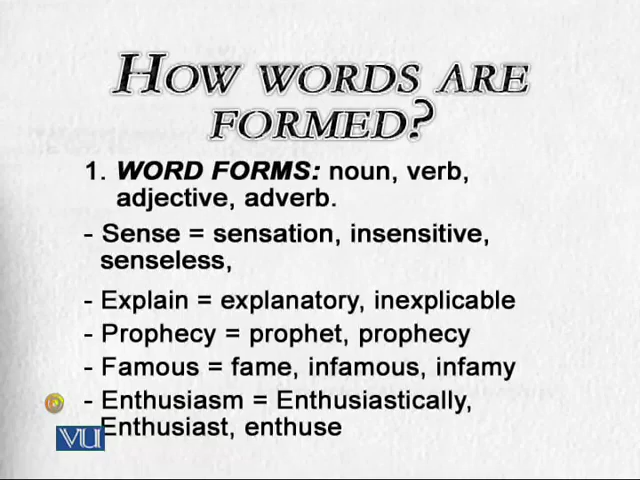 HOW WORDS ARE
FORMED?
1. WORD FORMS: noun, verb,
adjective, adverb.
- Sense = sensation, insensitive,
senseless,
- Explain = explanatory, inexplicable
- Prophecy = prophet, prophecy
- Famous = fame, infamous, infamy
- Enthusiasm = Enthusiastically,
Enthusiast, enthuse
VU